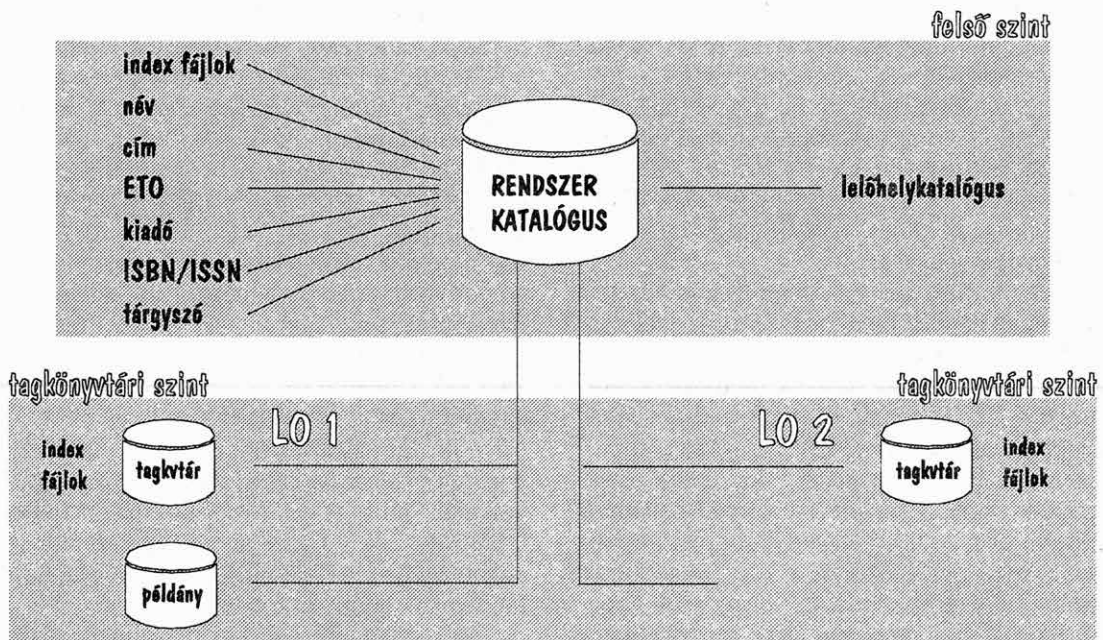 felső szint
index fájlok
név
cím
ETO
kiadó
ISBN/ISSN
tárgyszó
RENDSZER
KATALÓGUS
lelőhelykatalógus
tagkönyvtári szint
tagkönyvtári szint
index
fájlok
tagkvtár
LO 1
LO 2
tagkvtár
index
fájlok
példány